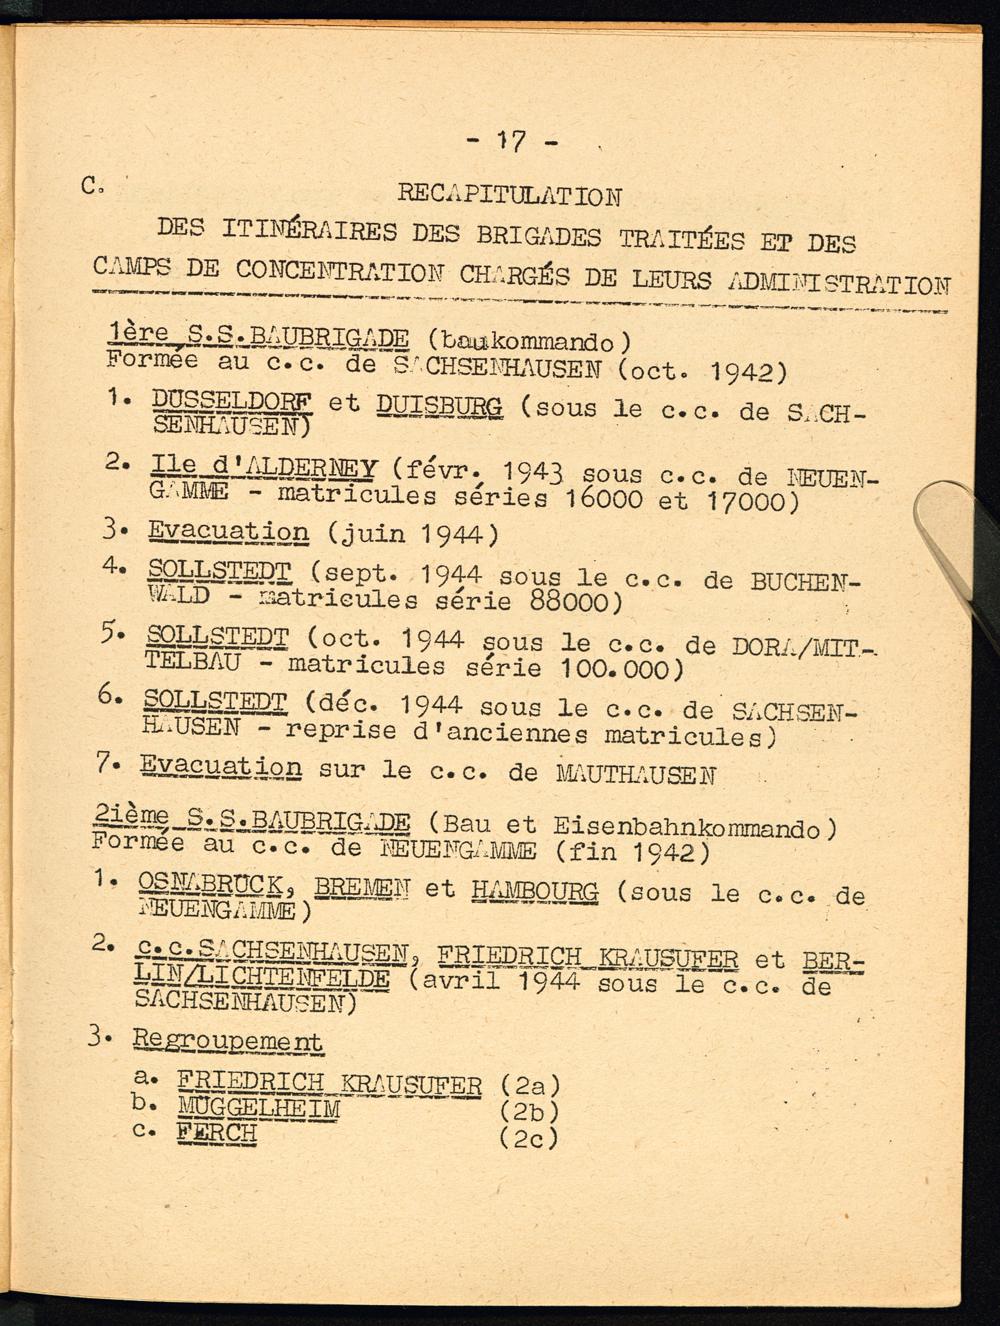 - 17 -
C. RECAPITULATION
DES ITINÉRAIRES DES BRIGADES TRAITÉES ET DES
CAMPS DE CONCENTRATION CHARGÉS DE LEURS ADMINISTRATION
1ère S.S.BAUBRIGADE (baukommando)
Formée au c.c. de SACHSENHAUSEN (oct. 1942)
1. DUSSELDORF et DUISBURG (sous le c.c. de SACH-
SENHAUSEN)
2. Ile d'ALDERNEY (févr. 1943 sous c.c. de NEUEN-
GAMME - matricules séries 16000 et 17000)
3. Evacuation (juin 1944)
4. SOLLSTEDT (sept. 1944 sous le c.c. de BUCHEN-
WALD - matricules série 88000)
5. SOLLSTEDT (oct. 1944 sous le c.c. de DORA/MIT-
TELBAU - matricules série 100.000)
6. SOLLSTEDT (déc. 1944 sous le c.c. de SACHSEN-
HAUSEN - reprise d'anciennes matricules)
7. Evacuation sur le c.c. de MAUTHAUSEN
2ième S.S.BAUBRIGADE (Bau et Eisenbahnkommando)
Formée au c.c. de NEUENGAMME (fin 1942)
1. OSNABRUCK, BREMEN et HAMBOURG (sous le c.c. de
NEUENGAMME)
2. c.c.SACHSENHAUSEN, FRIEDRICH KRAUSUFER et BER-
LIN/LICHTENFELDE (avril 1944 sous le c.c. de
SACHSENHAUSEN)
3. Regroupement
a. FRIEDRICH KRAUSUFER (2a)
b. MUGGELHEIM (2b)
c. FERCH (2c)